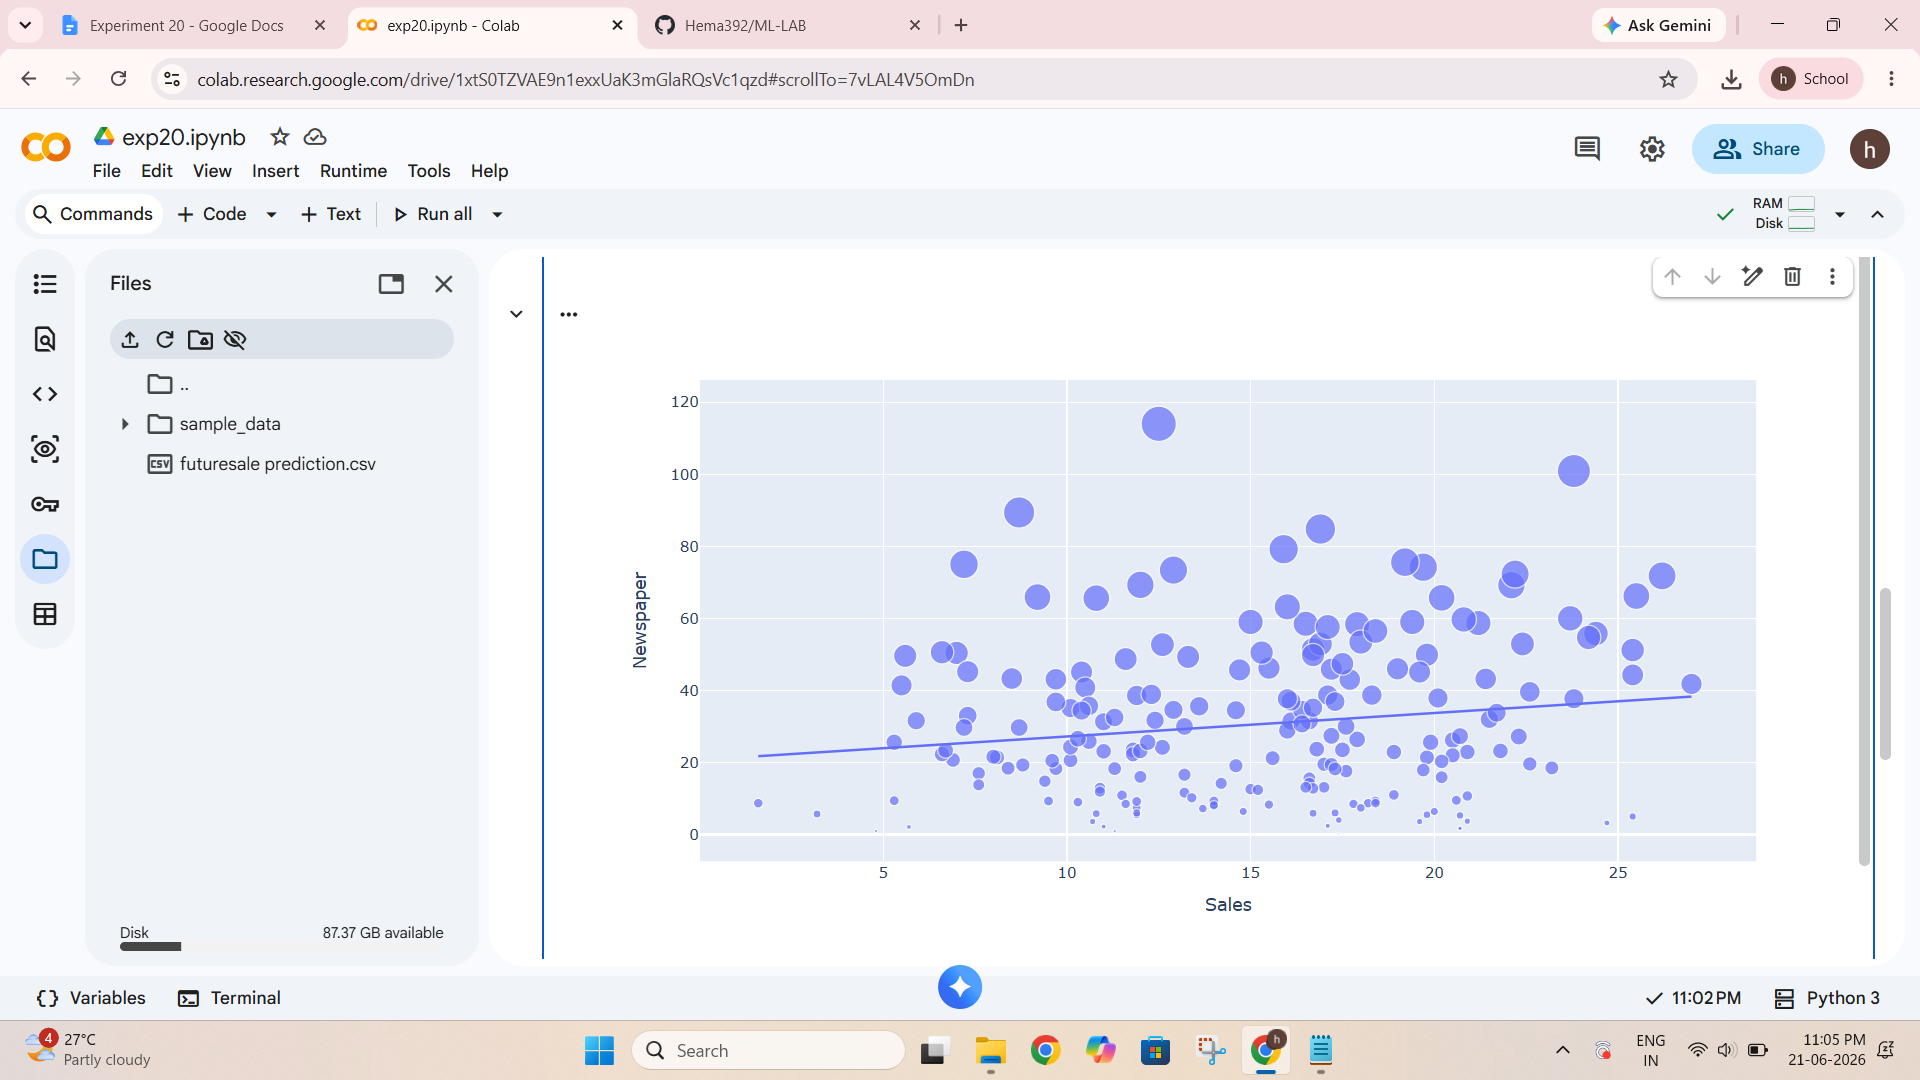 Experiment 20 - Google Docs
exp20.ipynb - Colab
Hema392/ML-LAB
Ask Gemini
colab.research.google.com/drive/1xtS0TZVAE9n1exxUaK3mGlaRQsVc1qzd#scrollTo=7vLAL4V5OmDn
h School
exp20.ipynb
File Edit View Insert Runtime Tools Help
Share
h
Commands + Code + Text Run all
RAM
Disk
Files
..
sample_data
CSV futuresale prediction.csv
Disk 87.37 GB available
120
100
80
60
40
20
0
Newspaper
5 10 15 20 25
Sales
Variables Terminal
11:02 PM Python 3
4
27°C
Partly cloudy
Search
h
ENG
IN
11:05 PM
21-06-2026